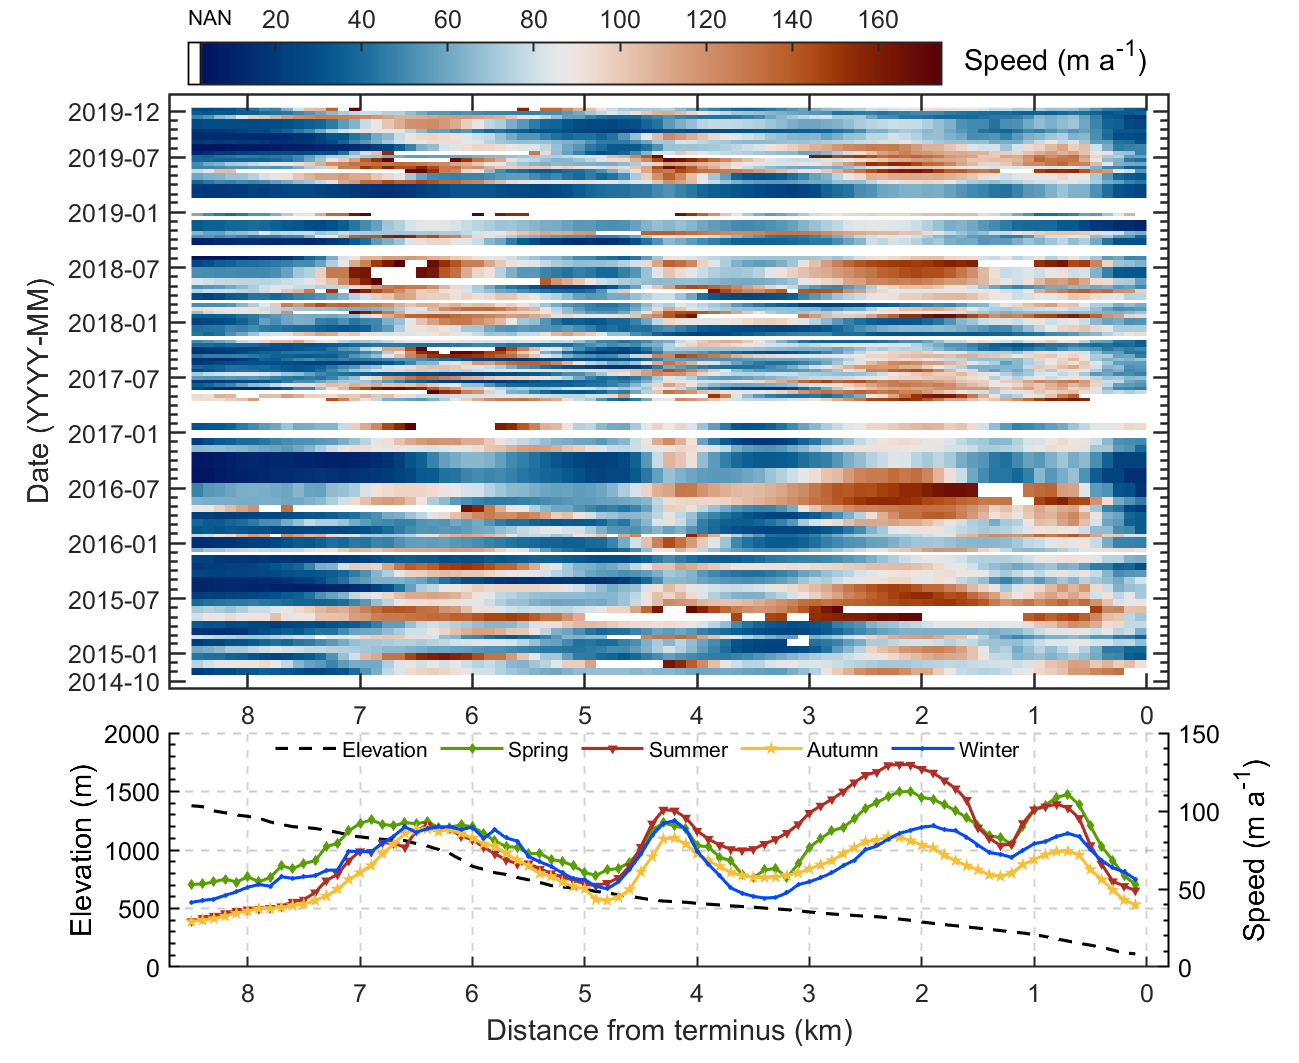 NAN 20 40 60 80 100 120 140 160
Speed (m a-1)
Date (YYYY-MM)
2019-12
2019-07
2019-01
2018-07
2018-01
2017-07
2017-01
2016-07
2016-01
2015-07
2015-01
2014-10
8 7 6 5 4 3 2 1 0
Elevation (m)
2000
1500
1000
500
0
Elevation Spring Summer Autumn Winter
150
100
50
0
Speed (m a-1)
8 7 6 5 4 3 2 1 0
Distance from terminus (km)